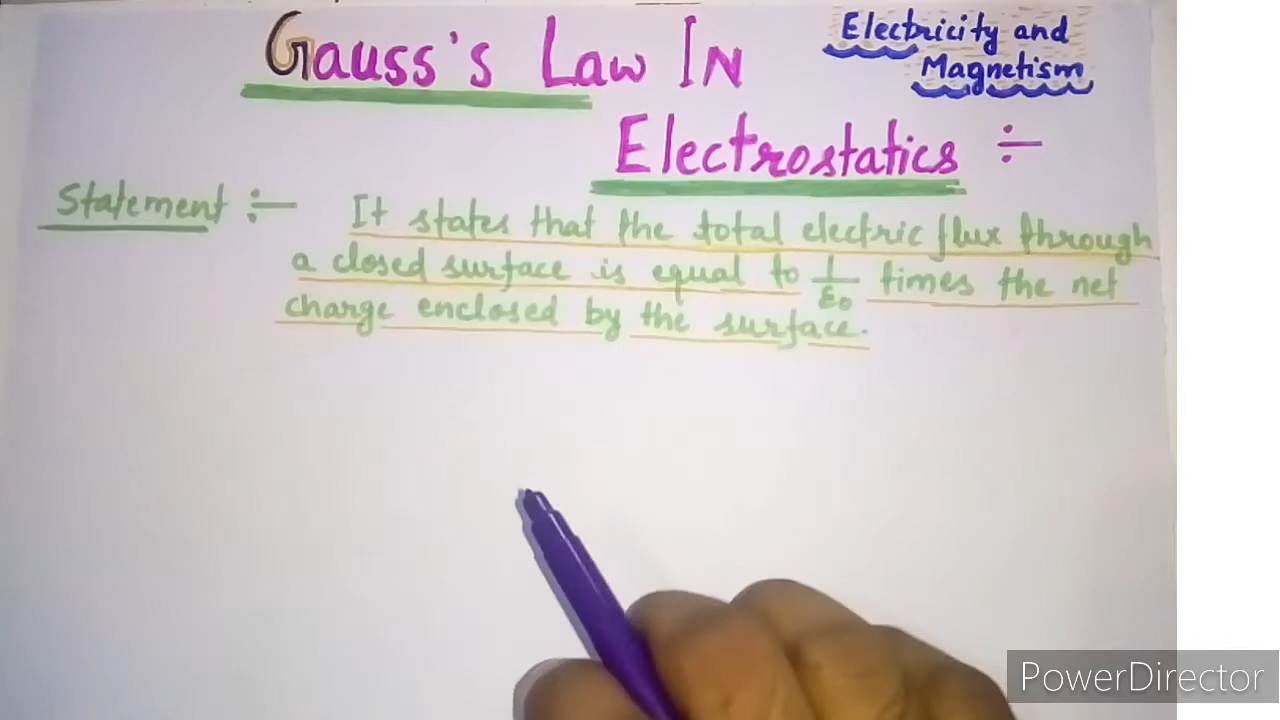 Gauss's Law In
Electrostatics ÷
Electricity and
Magnetism
Statement :- It states that the total electric flux through
a closed surface is equal to 1/ε₀ times the net
charge enclosed by the surface.
PowerDirector